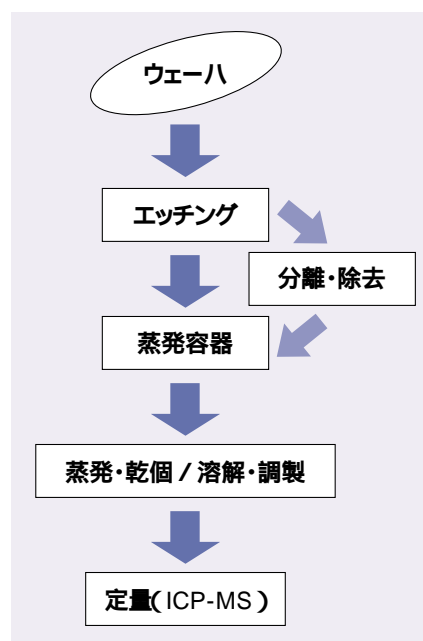 ウェーハ
エッチング
分離・除去
蒸発容器
蒸発・乾個 / 溶解・調製
定量(ICP-MS)